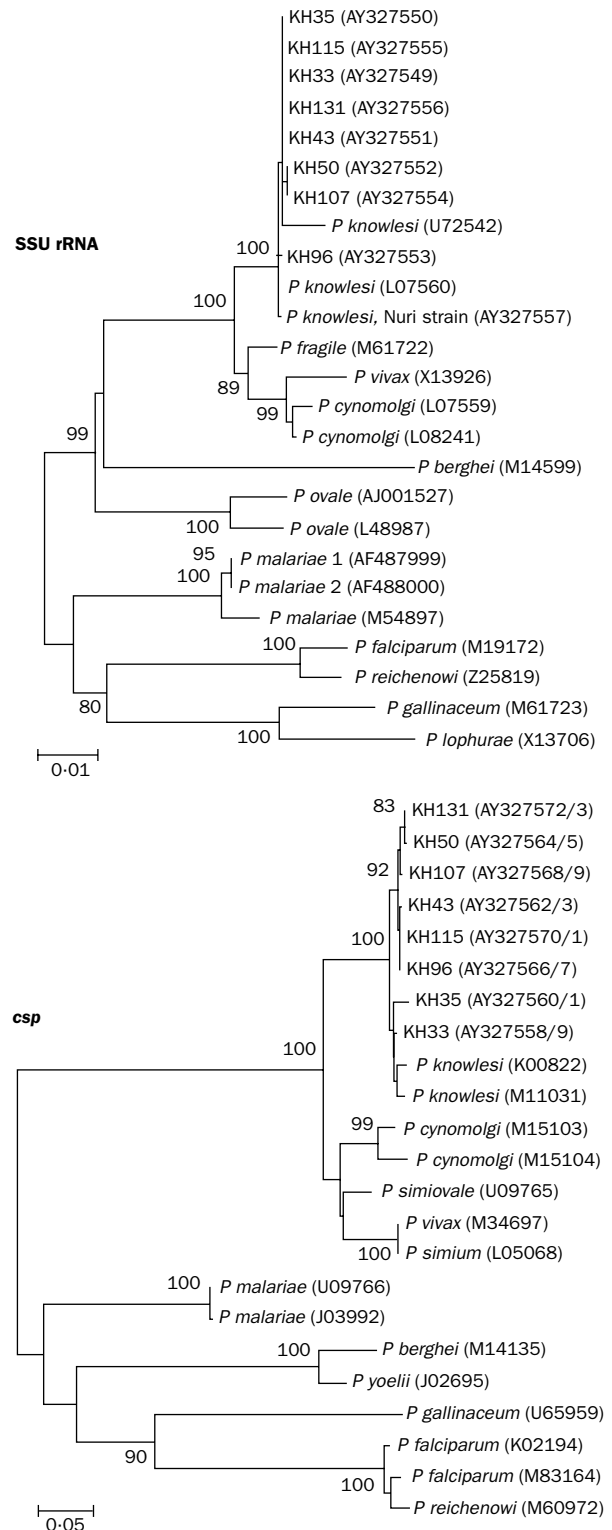 KH35 (AY327550)
KH115 (AY327555)
KH33 (AY327549)
KH131 (AY327556)
KH43 (AY327551)
KH50 (AY327552)
KH107 (AY327554)
P knowlesi (U72542)
SSU rRNA
100
KH96 (AY327553)
P knowlesi (L07560)
100
P knowlesi, Nuri strain (AY327557)
P fragile (M61722)
89
P vivax (X13926)
99
P cynomolgi (L07559)
99
P cynomolgi (L08241)
P berghei (M14599)
P ovale (AJ001527)
100
P ovale (L48987)
95
P malariae 1 (AF487999)
100
P malariae 2 (AF488000)
P malariae (M54897)
100
P falciparum (M19172)
P reichenowi (Z25819)
80
P gallinaceum (M61723)
100
P lophurae (X13706)
0·01
83
KH131 (AY327572/3)
KH50 (AY327564/5)
92
KH107 (AY327568/9)
KH43 (AY327562/3)
100
KH115 (AY327570/1)
KH96 (AY327566/7)
KH35 (AY327560/1)
csp
KH33 (AY327558/9)
100
P knowlesi (K00822)
P knowlesi (M11031)
99
P cynomolgi (M15103)
P cynomolgi (M15104)
P simiovale (U09765)
P vivax (M34697)
100
P simium (L05068)
100
P malariae (U09766)
P malariae (J03992)
100
P berghei (M14135)
P yoelii (J02695)
P gallinaceum (U65959)
90
P falciparum (K02194)
100
P falciparum (M83164)
P reichenowi (M60972)
0·05